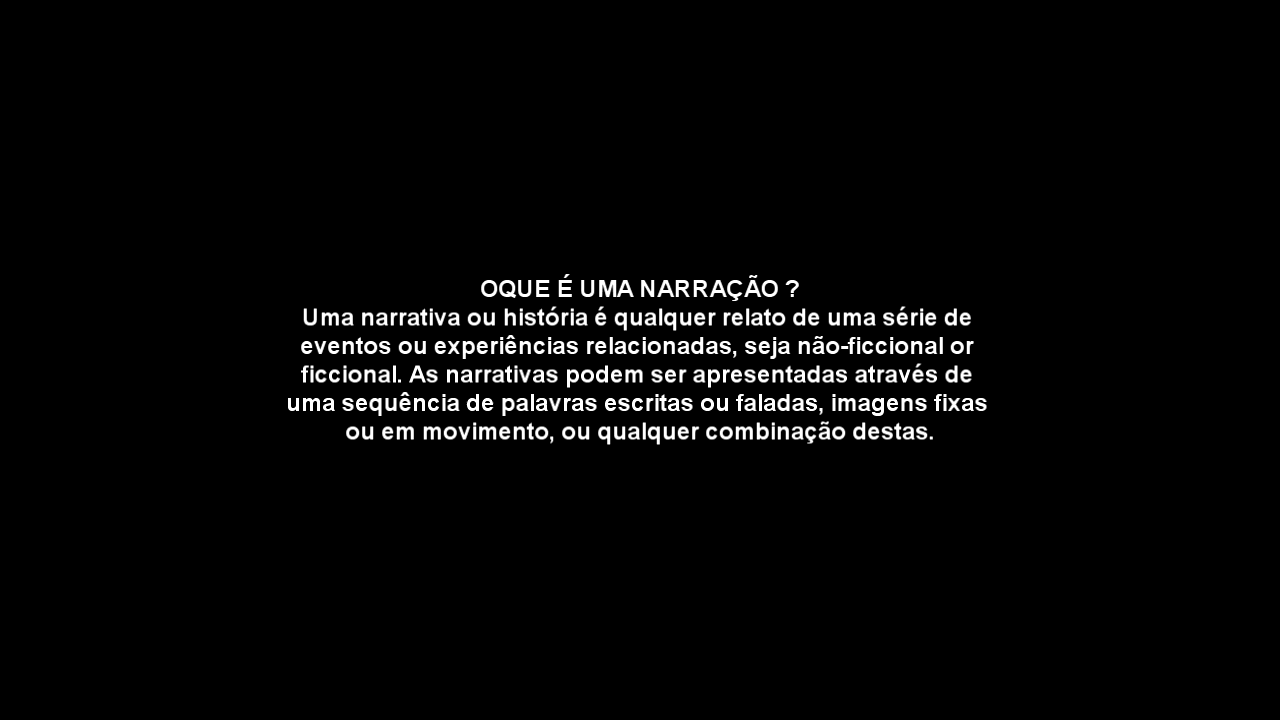 OQUE É UMA NARRAÇÃO ?
Uma narrativa ou história é qualquer relato de uma série de
eventos ou experiências relacionadas, seja não-ficcional or
ficcional. As narrativas podem ser apresentadas através de
uma sequência de palavras escritas ou faladas, imagens fixas
ou em movimento, ou qualquer combinação destas.